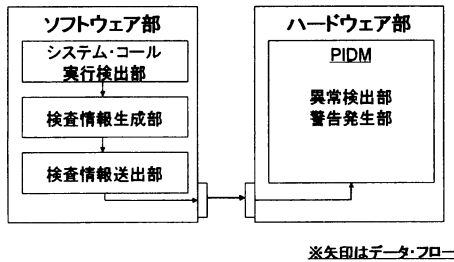 ソフトウェア部
システム・コール
実行検出部
検査情報生成部
検査情報送出部
ハードウェア部
PIDM
異常検出部
警告発生部
※矢印はデータ・フロー